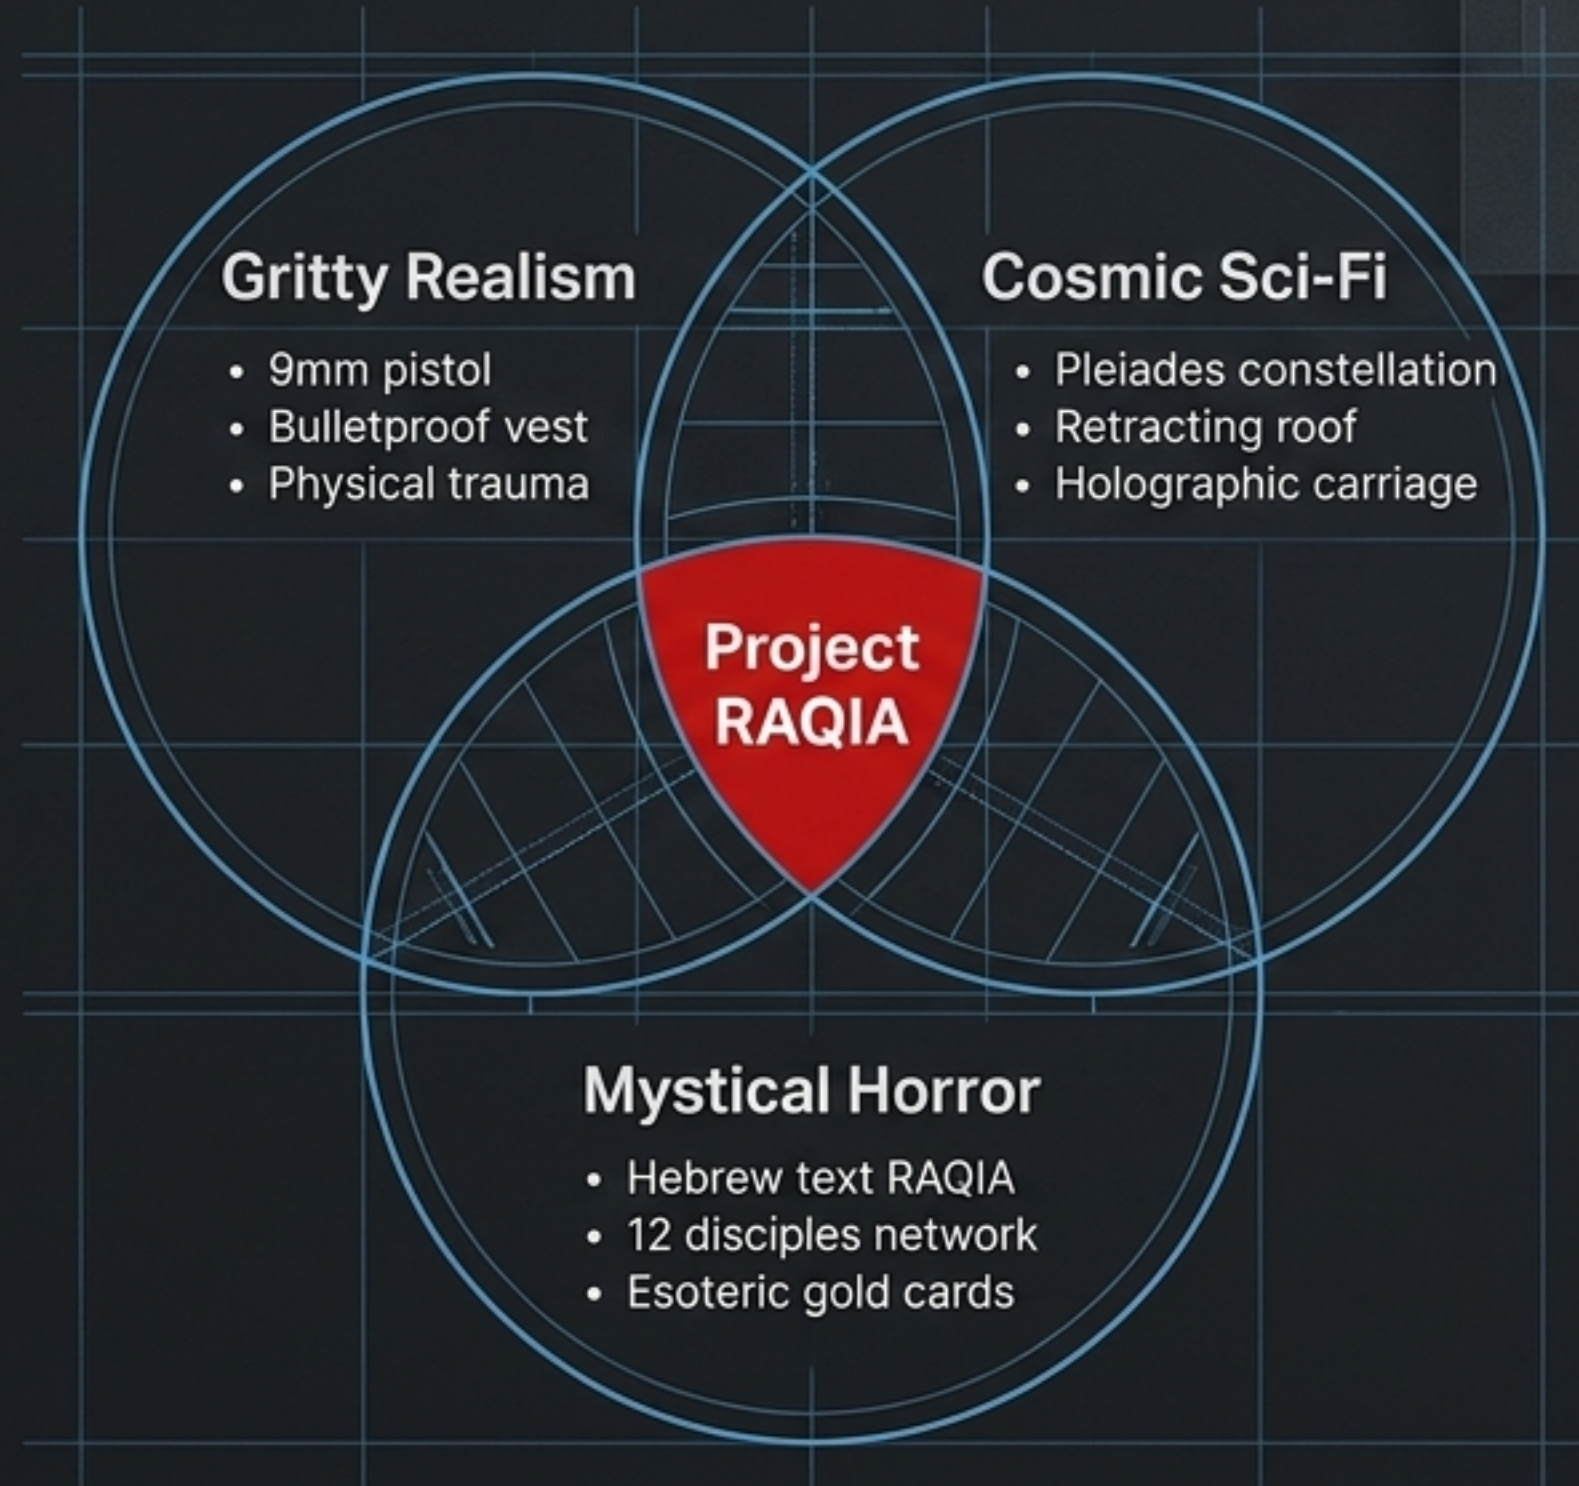 Gritty Realism
• 9mm pistol
• Bulletproof vest
• Physical trauma
Cosmic Sci-Fi
• Pleiades constellation
• Retracting roof
• Holographic carriage
Project
RAQIA
Mystical Horror
• Hebrew text RAQIA
• 12 disciples network
• Esoteric gold cards